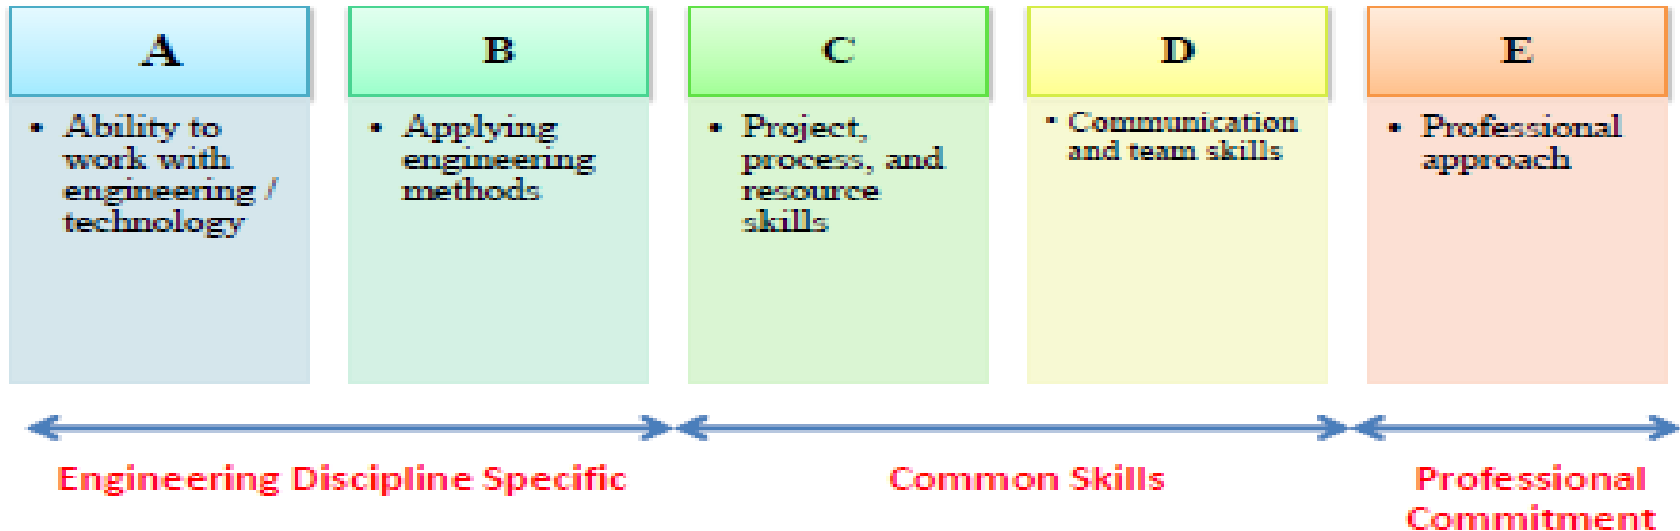 A
• Ability to
work with
engineering /
technology
B
• Applying
engineering
methods
C
• Project,
process, and
resource
skills
D
• Communication
and team skills
E
• Professional
approach
Engineering Discipline Specific
Common Skills
Professional
Commitment